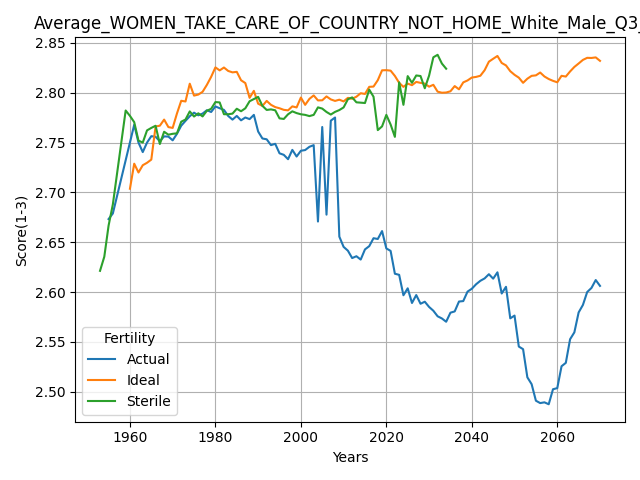 Average_WOMEN_TAKE_CARE_OF_COUNTRY_NOT_HOME_White_Male_Q3_
2.85
2.80
2.75
2.70
2.65
2.60
2.55
2.50
Score(1-3)
Fertility
Actual
Ideal
Sterile
1960
1980
2000
2020
2040
2060
Years